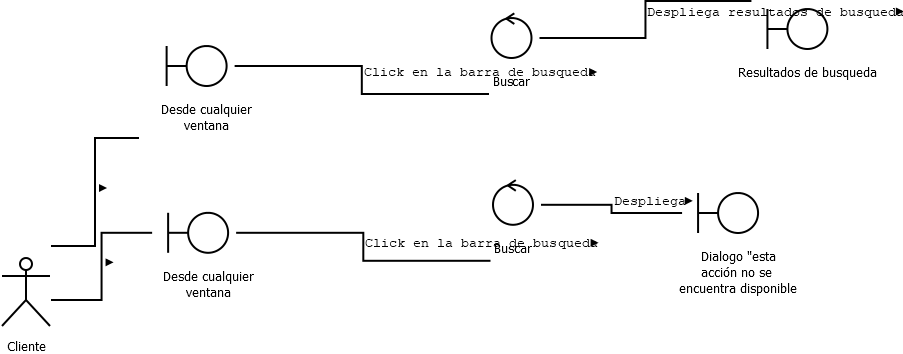 Despliega resultados de busqueda
Click en la barra de busqueda
Buscar
Resultados de busqueda
Desde cualquier
ventana
Despliega
Click en la barra de busqueda
Buscar
Dialogo "esta
acción no se
encuentra disponible
Desde cualquier
ventana
Cliente